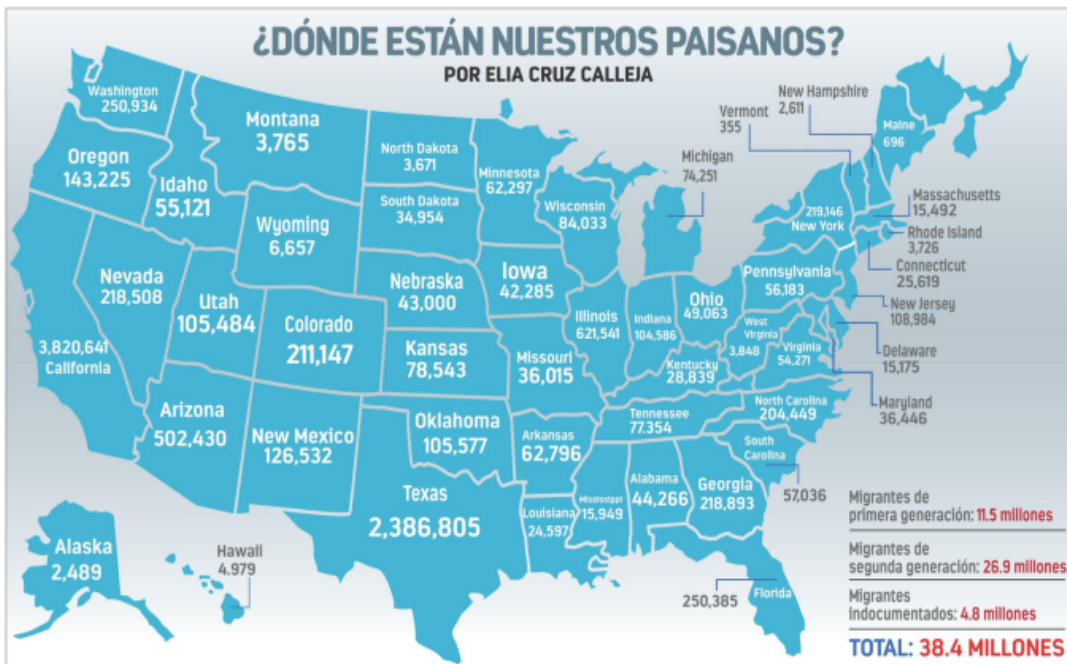 ¿DÓNDE ESTÁN NUESTROS PAISANOS?
POR ELIA CRUZ CALLEJA
Washington
250,934
Oregon
143,225
Idaho
55,121
Montana
3,765
Wyoming
6,657
Nevada
218,508
Utah
105,484
Colorado
211,147
3,820,641
California
Arizona
502,430
New Mexico
126,532
North Dakota
3,671
South Dakota
34,954
Nebraska
43,000
Kansas
78,543
Oklahoma
105,577
Texas
2,386,805
Minnesota
62,297
Iowa
42,285
Missouri
36,015
Arkansas
62,796
Louisiana
24,597
Wisconsin
84,033
Illinois
621,541
Michigan
74,251
Indiana
104,586
Ohio
49,063
Kentucky
28,839
Tennessee
77.354
Mississippi
15,949
Alabama
44,266
Georgia
218,893
250,385
Florida
South
Carolina
57,036
North Carolina
204,449
West
Virginia
3,848
Virginia
54,271
Pennsylvania
56,183
219,146
New York
Vermont
355
New Hampshire
2,611
Maine
696
Massachusetts
15,492
Rhode Island
3,726
Connecticut
25,619
New Jersey
108,984
Delaware
15,175
Maryland
36,446
Alaska
2,489
Hawaii
4.979
Migrantes de
primera generación: 11.5 millones
Migrantes de
segunda generación: 26.9 millones
Migrantes
indocumentados: 4.8 millones
TOTAL: 38.4 MILLONES